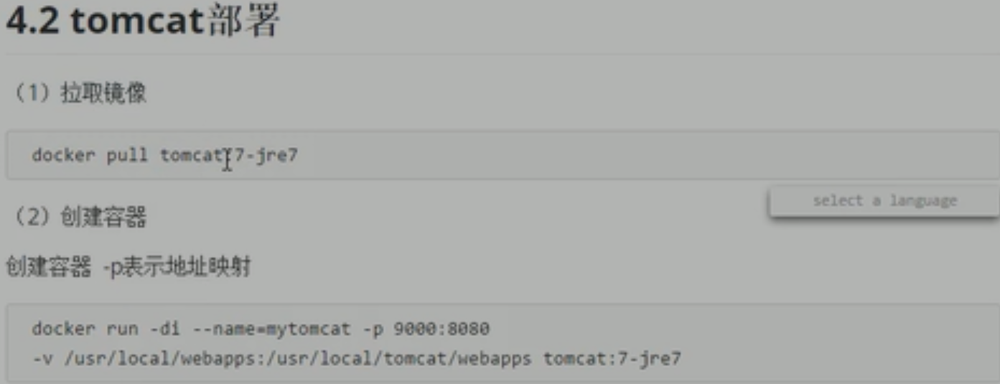 4.2 tomcat部署
（1）拉取镜像
docker pull tomcat:7-jre7
select a language
（2）创建容器
创建容器 -p表示地址映射
docker run -di --name=mytomcat -p 9000:8080
-v /usr/local/webapps:/usr/local/tomcat/webapps tomcat:7-jre7